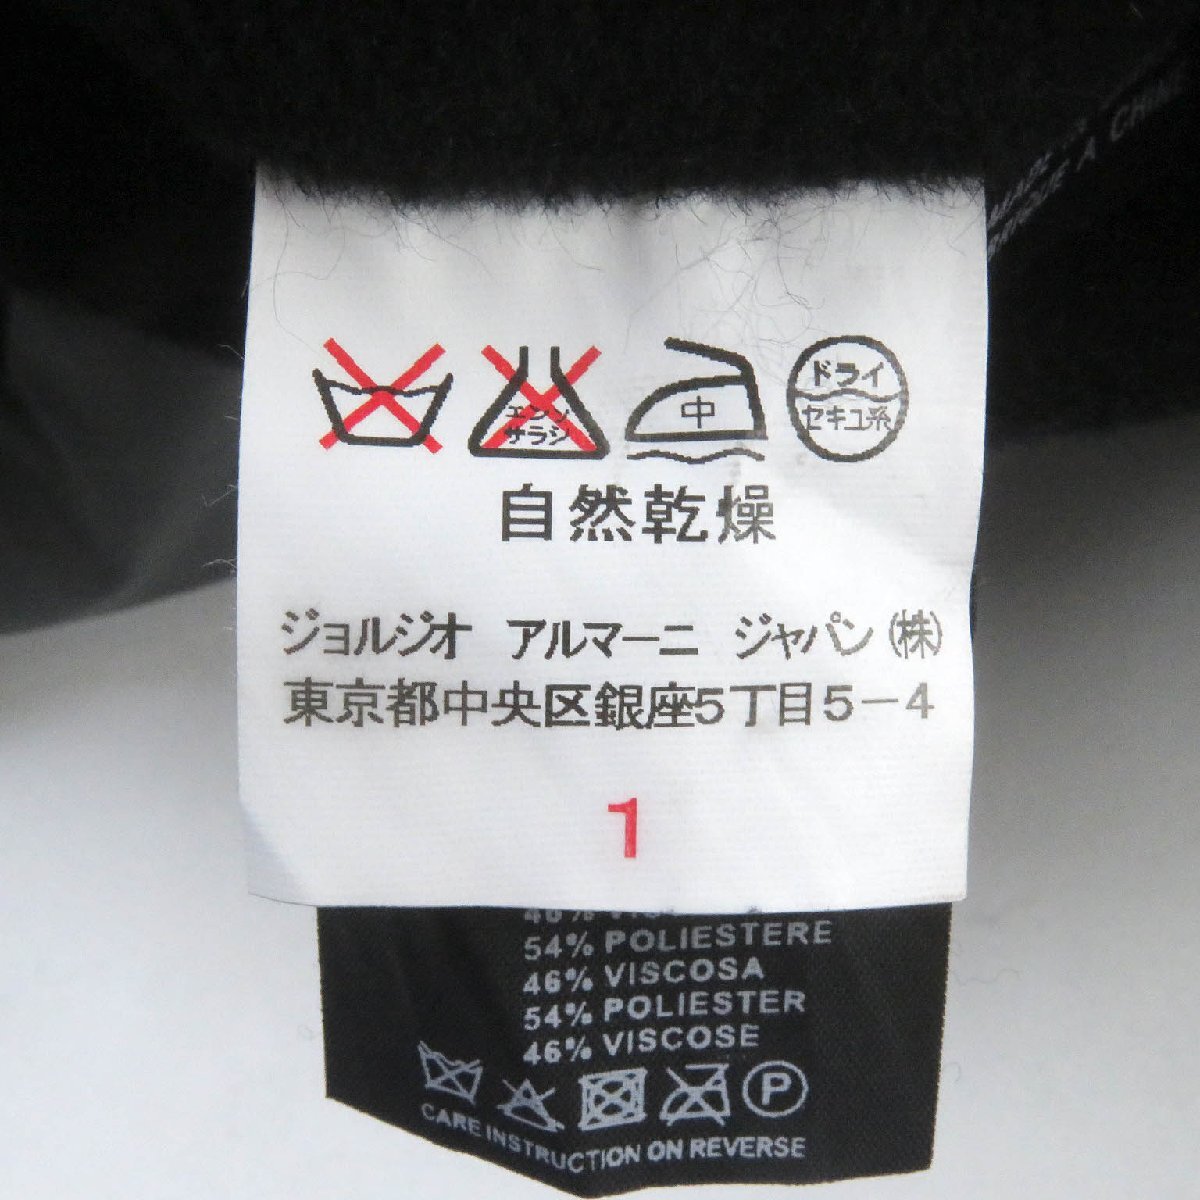 MADE
A CHINE
エンソ
サラシ
中
ドライ
セキユ系
自然乾燥
ジョルジオ アルマーニ ジャパン(株)
東京都中央区銀座5丁目5-4
1
46%
54% POLIESTERE
46% VISCOSA
54% POLIESTER
46% VISCOSE
P
CARE INSTRUCTION ON REVERSE